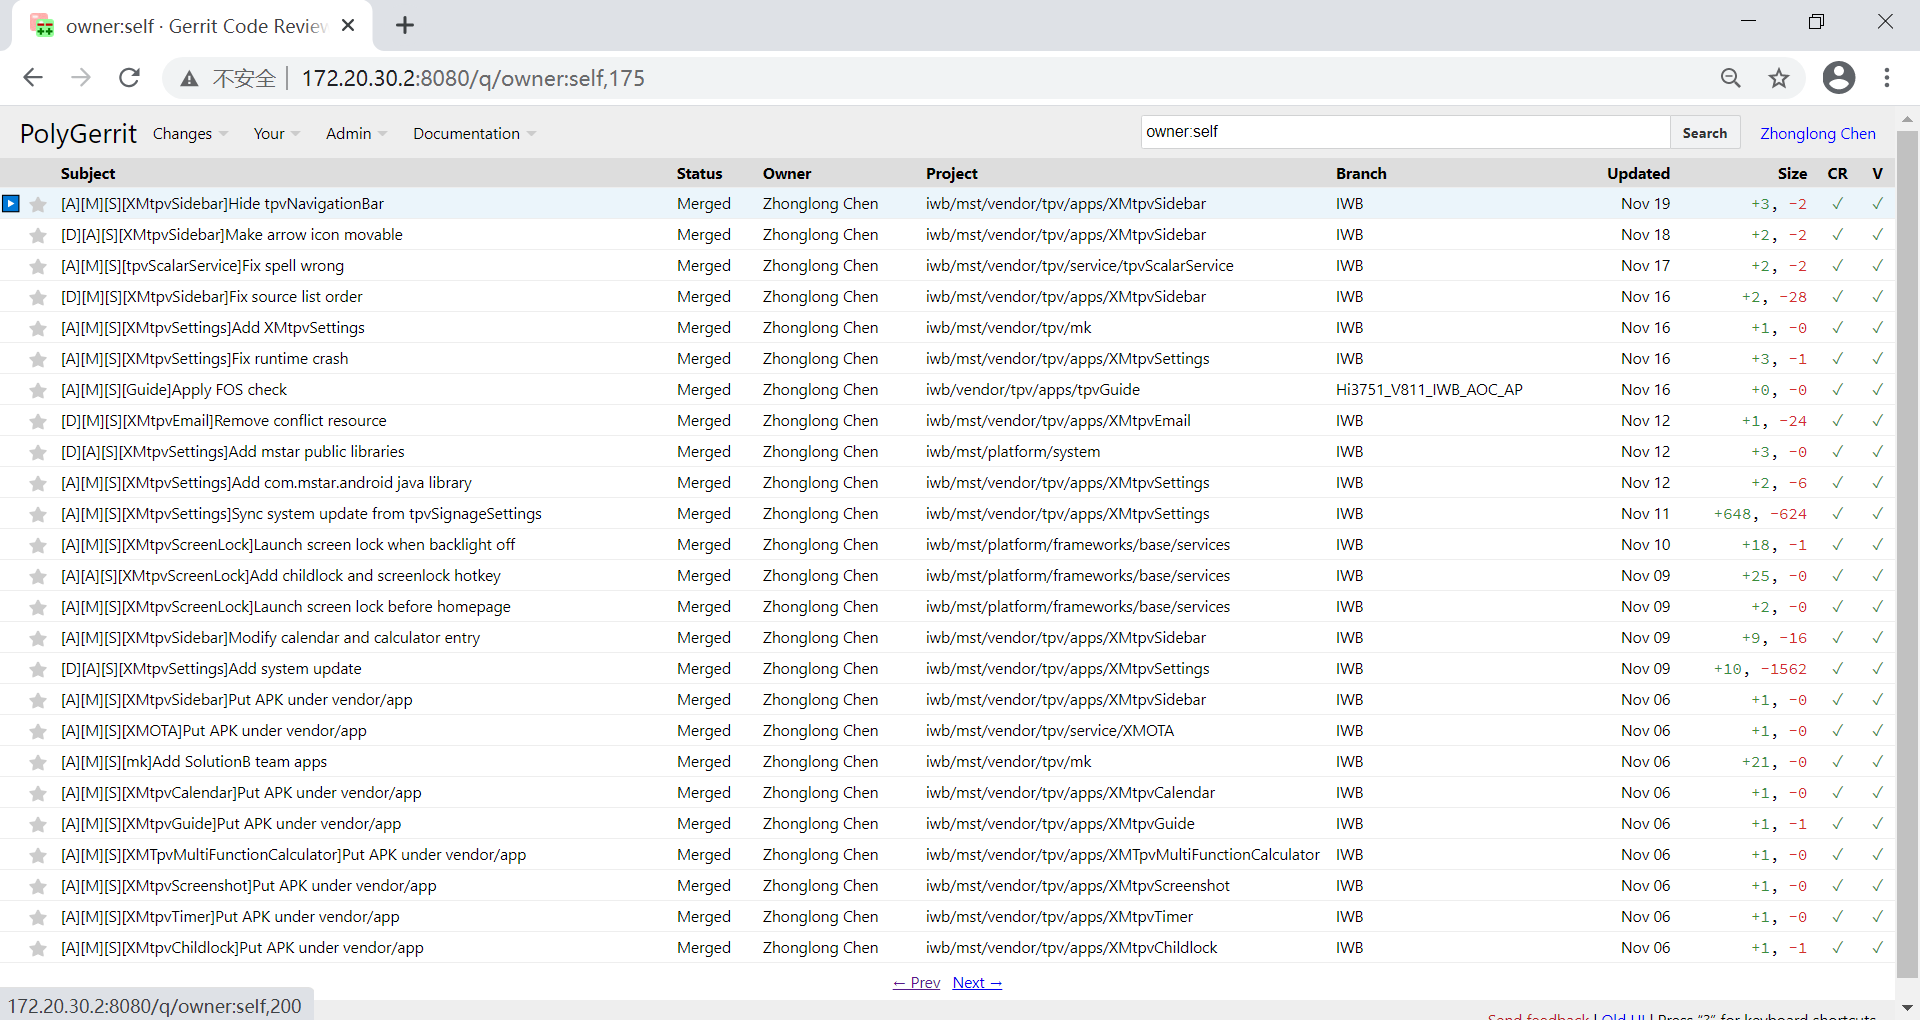 owner:self · Gerrit Code Review
不安全 172.20.30.2:8080/q/owner:self,175
PolyGerrit Changes Your Admin Documentation owner:self Search Zhonglong Chen
Subject Status Owner Project Branch Updated Size CR V
[A][M][S][XMtpvSidebar]Hide tpvNavigationBar Merged Zhonglong Chen iwb/mst/vendor/tpv/apps/XMtpvSidebar IWB Nov 19 +3, -2 ✓ ✓
[D][A][S][XMtpvSidebar]Make arrow icon movable Merged Zhonglong Chen iwb/mst/vendor/tpv/apps/XMtpvSidebar IWB Nov 18 +2, -2 ✓ ✓
[A][M][S][tpvScalarService]Fix spell wrong Merged Zhonglong Chen iwb/mst/vendor/tpv/service/tpvScalarService IWB Nov 17 +2, -2 ✓ ✓
[D][M][S][XMtpvSidebar]Fix source list order Merged Zhonglong Chen iwb/mst/vendor/tpv/apps/XMtpvSidebar IWB Nov 16 +2, -28 ✓ ✓
[A][M][S][XMtpvSettings]Add XMtpvSettings Merged Zhonglong Chen iwb/mst/vendor/tpv/mk IWB Nov 16 +1, -0 ✓ ✓
[A][M][S][XMtpvSettings]Fix runtime crash Merged Zhonglong Chen iwb/mst/vendor/tpv/apps/XMtpvSettings IWB Nov 16 +3, -1 ✓ ✓
[A][M][S][Guide]Apply FOS check Merged Zhonglong Chen iwb/vendor/tpv/apps/tpvGuide Hi3751_V811_IWB_AOC_AP Nov 16 +0, -0 ✓ ✓
[D][M][S][XMtpvEmail]Remove conflict resource Merged Zhonglong Chen iwb/mst/vendor/tpv/apps/XMtpvEmail IWB Nov 12 +1, -24 ✓ ✓
[D][A][S][XMtpvSettings]Add mstar public libraries Merged Zhonglong Chen iwb/mst/platform/system IWB Nov 12 +3, -0 ✓ ✓
[A][M][S][XMtpvSettings]Add com.mstar.android java library Merged Zhonglong Chen iwb/mst/vendor/tpv/apps/XMtpvSettings IWB Nov 12 +2, -6 ✓ ✓
[A][M][S][XMtpvSettings]Sync system update from tpvSignageSettings Merged Zhonglong Chen iwb/mst/vendor/tpv/apps/XMtpvSettings IWB Nov 11 +648, -624 ✓ ✓
[A][M][S][XMtpvScreenLock]Launch screen lock when backlight off Merged Zhonglong Chen iwb/mst/platform/frameworks/base/services IWB Nov 10 +18, -1 ✓ ✓
[A][A][S][XMtpvScreenLock]Add childlock and screenlock hotkey Merged Zhonglong Chen iwb/mst/platform/frameworks/base/services IWB Nov 09 +25, -0 ✓ ✓
[A][M][S][XMtpvScreenLock]Launch screen lock before homepage Merged Zhonglong Chen iwb/mst/platform/frameworks/base/services IWB Nov 09 +2, -0 ✓ ✓
[A][M][S][XMtpvSidebar]Modify calendar and calculator entry Merged Zhonglong Chen iwb/mst/vendor/tpv/apps/XMtpvSidebar IWB Nov 09 +9, -16 ✓ ✓
[D][A][S][XMtpvSettings]Add system update Merged Zhonglong Chen iwb/mst/vendor/tpv/apps/XMtpvSettings IWB Nov 09 +10, -1562 ✓ ✓
[A][M][S][XMtpvSidebar]Put APK under vendor/app Merged Zhonglong Chen iwb/mst/vendor/tpv/apps/XMtpvSidebar IWB Nov 06 +1, -0 ✓ ✓
[A][M][S][XMOTA]Put APK under vendor/app Merged Zhonglong Chen iwb/mst/vendor/tpv/service/XMOTA IWB Nov 06 +1, -0 ✓ ✓
[A][M][S][mk]Add SolutionB team apps Merged Zhonglong Chen iwb/mst/vendor/tpv/mk IWB Nov 06 +21, -0 ✓ ✓
[A][M][S][XMtpvCalendar]Put APK under vendor/app Merged Zhonglong Chen iwb/mst/vendor/tpv/apps/XMtpvCalendar IWB Nov 06 +1, -0 ✓ ✓
[A][M][S][XMtpvGuide]Put APK under vendor/app Merged Zhonglong Chen iwb/mst/vendor/tpv/apps/XMtpvGuide IWB Nov 06 +1, -1 ✓ ✓
[A][M][S][XMTpvMultiFunctionCalculator]Put APK under vendor/app Merged Zhonglong Chen iwb/mst/vendor/tpv/apps/XMTpvMultiFunctionCalculator IWB Nov 06 +1, -0 ✓ ✓
[A][M][S][XMtpvScreenshot]Put APK under vendor/app Merged Zhonglong Chen iwb/mst/vendor/tpv/apps/XMtpvScreenshot IWB Nov 06 +1, -0 ✓ ✓
[A][M][S][XMtpvTimer]Put APK under vendor/app Merged Zhonglong Chen iwb/mst/vendor/tpv/apps/XMtpvTimer IWB Nov 06 +1, -0 ✓ ✓
[A][M][S][XMtpvChildlock]Put APK under vendor/app Merged Zhonglong Chen iwb/mst/vendor/tpv/apps/XMtpvChildlock IWB Nov 06 +1, -1 ✓ ✓
← Prev Next →
172.20.30.2:8080/q/owner:self,200
Send feedback | Old UI | Press “?” for keyboard shortcuts